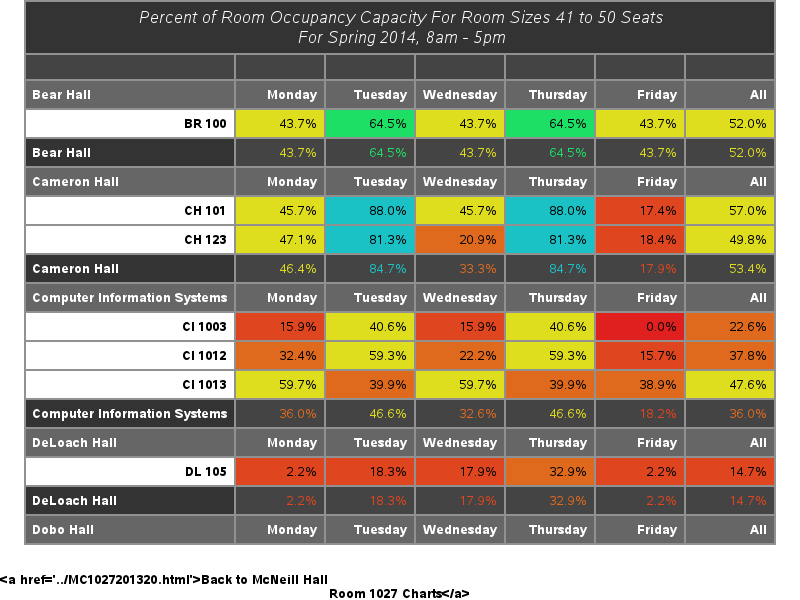 Percent of Room Occupancy Capacity For Room Sizes 41 to 50 Seats
For Spring 2014, 8am - 5pm
Bear Hall Monday Tuesday Wednesday Thursday Friday All
BR 100 43.7% 64.5% 43.7% 64.5% 43.7% 52.0%
Bear Hall 43.7% 64.5% 43.7% 64.5% 43.7% 52.0%
Cameron Hall Monday Tuesday Wednesday Thursday Friday All
CH 101 45.7% 88.0% 45.7% 88.0% 17.4% 57.0%
CH 123 47.1% 81.3% 20.9% 81.3% 18.4% 49.8%
Cameron Hall 46.4% 84.7% 33.3% 84.7% 17.9% 53.4%
Computer Information Systems Monday Tuesday Wednesday Thursday Friday All
CI 1003 15.9% 40.6% 15.9% 40.6% 0.0% 22.6%
CI 1012 32.4% 59.3% 22.2% 59.3% 15.7% 37.8%
CI 1013 59.7% 39.9% 59.7% 39.9% 38.9% 47.6%
Computer Information Systems 36.0% 46.6% 32.6% 46.6% 18.2% 36.0%
DeLoach Hall Monday Tuesday Wednesday Thursday Friday All
DL 105 2.2% 18.3% 17.9% 32.9% 2.2% 14.7%
DeLoach Hall 2.2% 18.3% 17.9% 32.9% 2.2% 14.7%
Dobo Hall Monday Tuesday Wednesday Thursday Friday All
<a href='../MC1027201320.html'>Back to McNeill Hall
Room 1027 Charts</a>